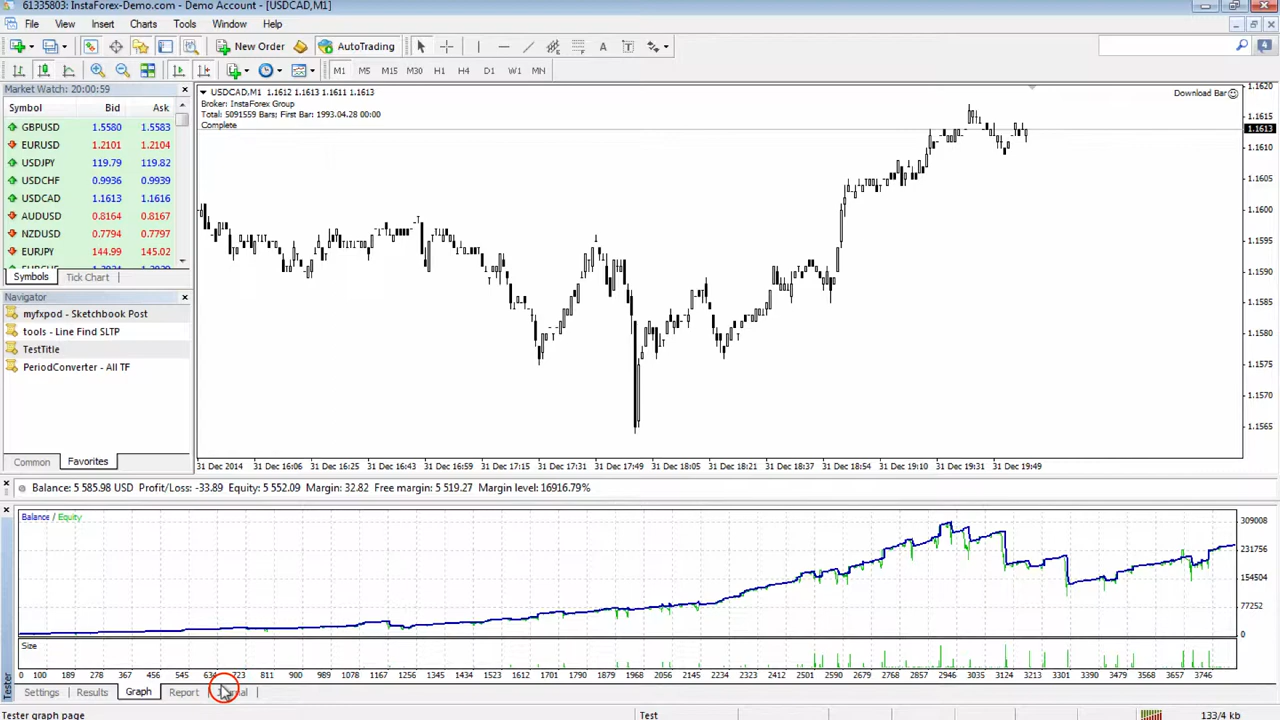 61335803: InstaForex-Demo.com - Demo Account - [USDCAD,M1]
File View Insert Charts Tools Window Help
New Order AutoTrading
M1 M5 M15 M30 H1 H4 D1 W1 MN
Market Watch: 20:00:59
Symbol Bid Ask
GBPUSD 1.5580 1.5583
EURUSD 1.2101 1.2104
USDJPY 119.79 119.82
USDCHF 0.9936 0.9939
USDCAD 1.1613 1.1616
AUDUSD 0.8164 0.8167
NZDUSD 0.7794 0.7797
EURJPY 144.99 145.02
Symbols Tick Chart
Navigator
myfxpod - Sketchbook Post
tools - Line Find SLTP
TestTitle
PeriodConverter - All TF
Common Favorites
USDCAD,M1 1.1612 1.1613 1.1611 1.1613
Broker: InstaForex Group
Total: 5091559 Bars; First Bar: 1993.04.28 00:00
Complete
Download Bar
1.1620
1.1615
1.1613
1.1610
1.1605
1.1600
1.1595
1.1590
1.1585
1.1580
1.1575
1.1570
1.1565
31 Dec 2014 31 Dec 16:06 31 Dec 16:25 31 Dec 16:43 31 Dec 16:59 31 Dec 17:15 31 Dec 17:31 31 Dec 17:49 31 Dec 18:05 31 Dec 18:21 31 Dec 18:37 31 Dec 18:54 31 Dec 19:10 31 Dec 19:31 31 Dec 19:49
Balance: 5 585.98 USD Profit/Loss: -33.89 Equity: 5 552.09 Margin: 32.82 Free margin: 5 519.27 Margin level: 16916.79%
Balance / Equity
309008
231756
154504
77252
0
Size
0 100 189 278 367 456 545 634 723 811 900 989 1078 1167 1256 1345 1434 1523 1612 1701 1790 1879 1968 2056 2145 2234 2323 2412 2501 2590 2679 2768 2857 2946 3035 3124 3213 3302 3390 3479 3568 3657 3746
Tester
Settings Results Graph Report
Tester graph page Test 133/4 kb